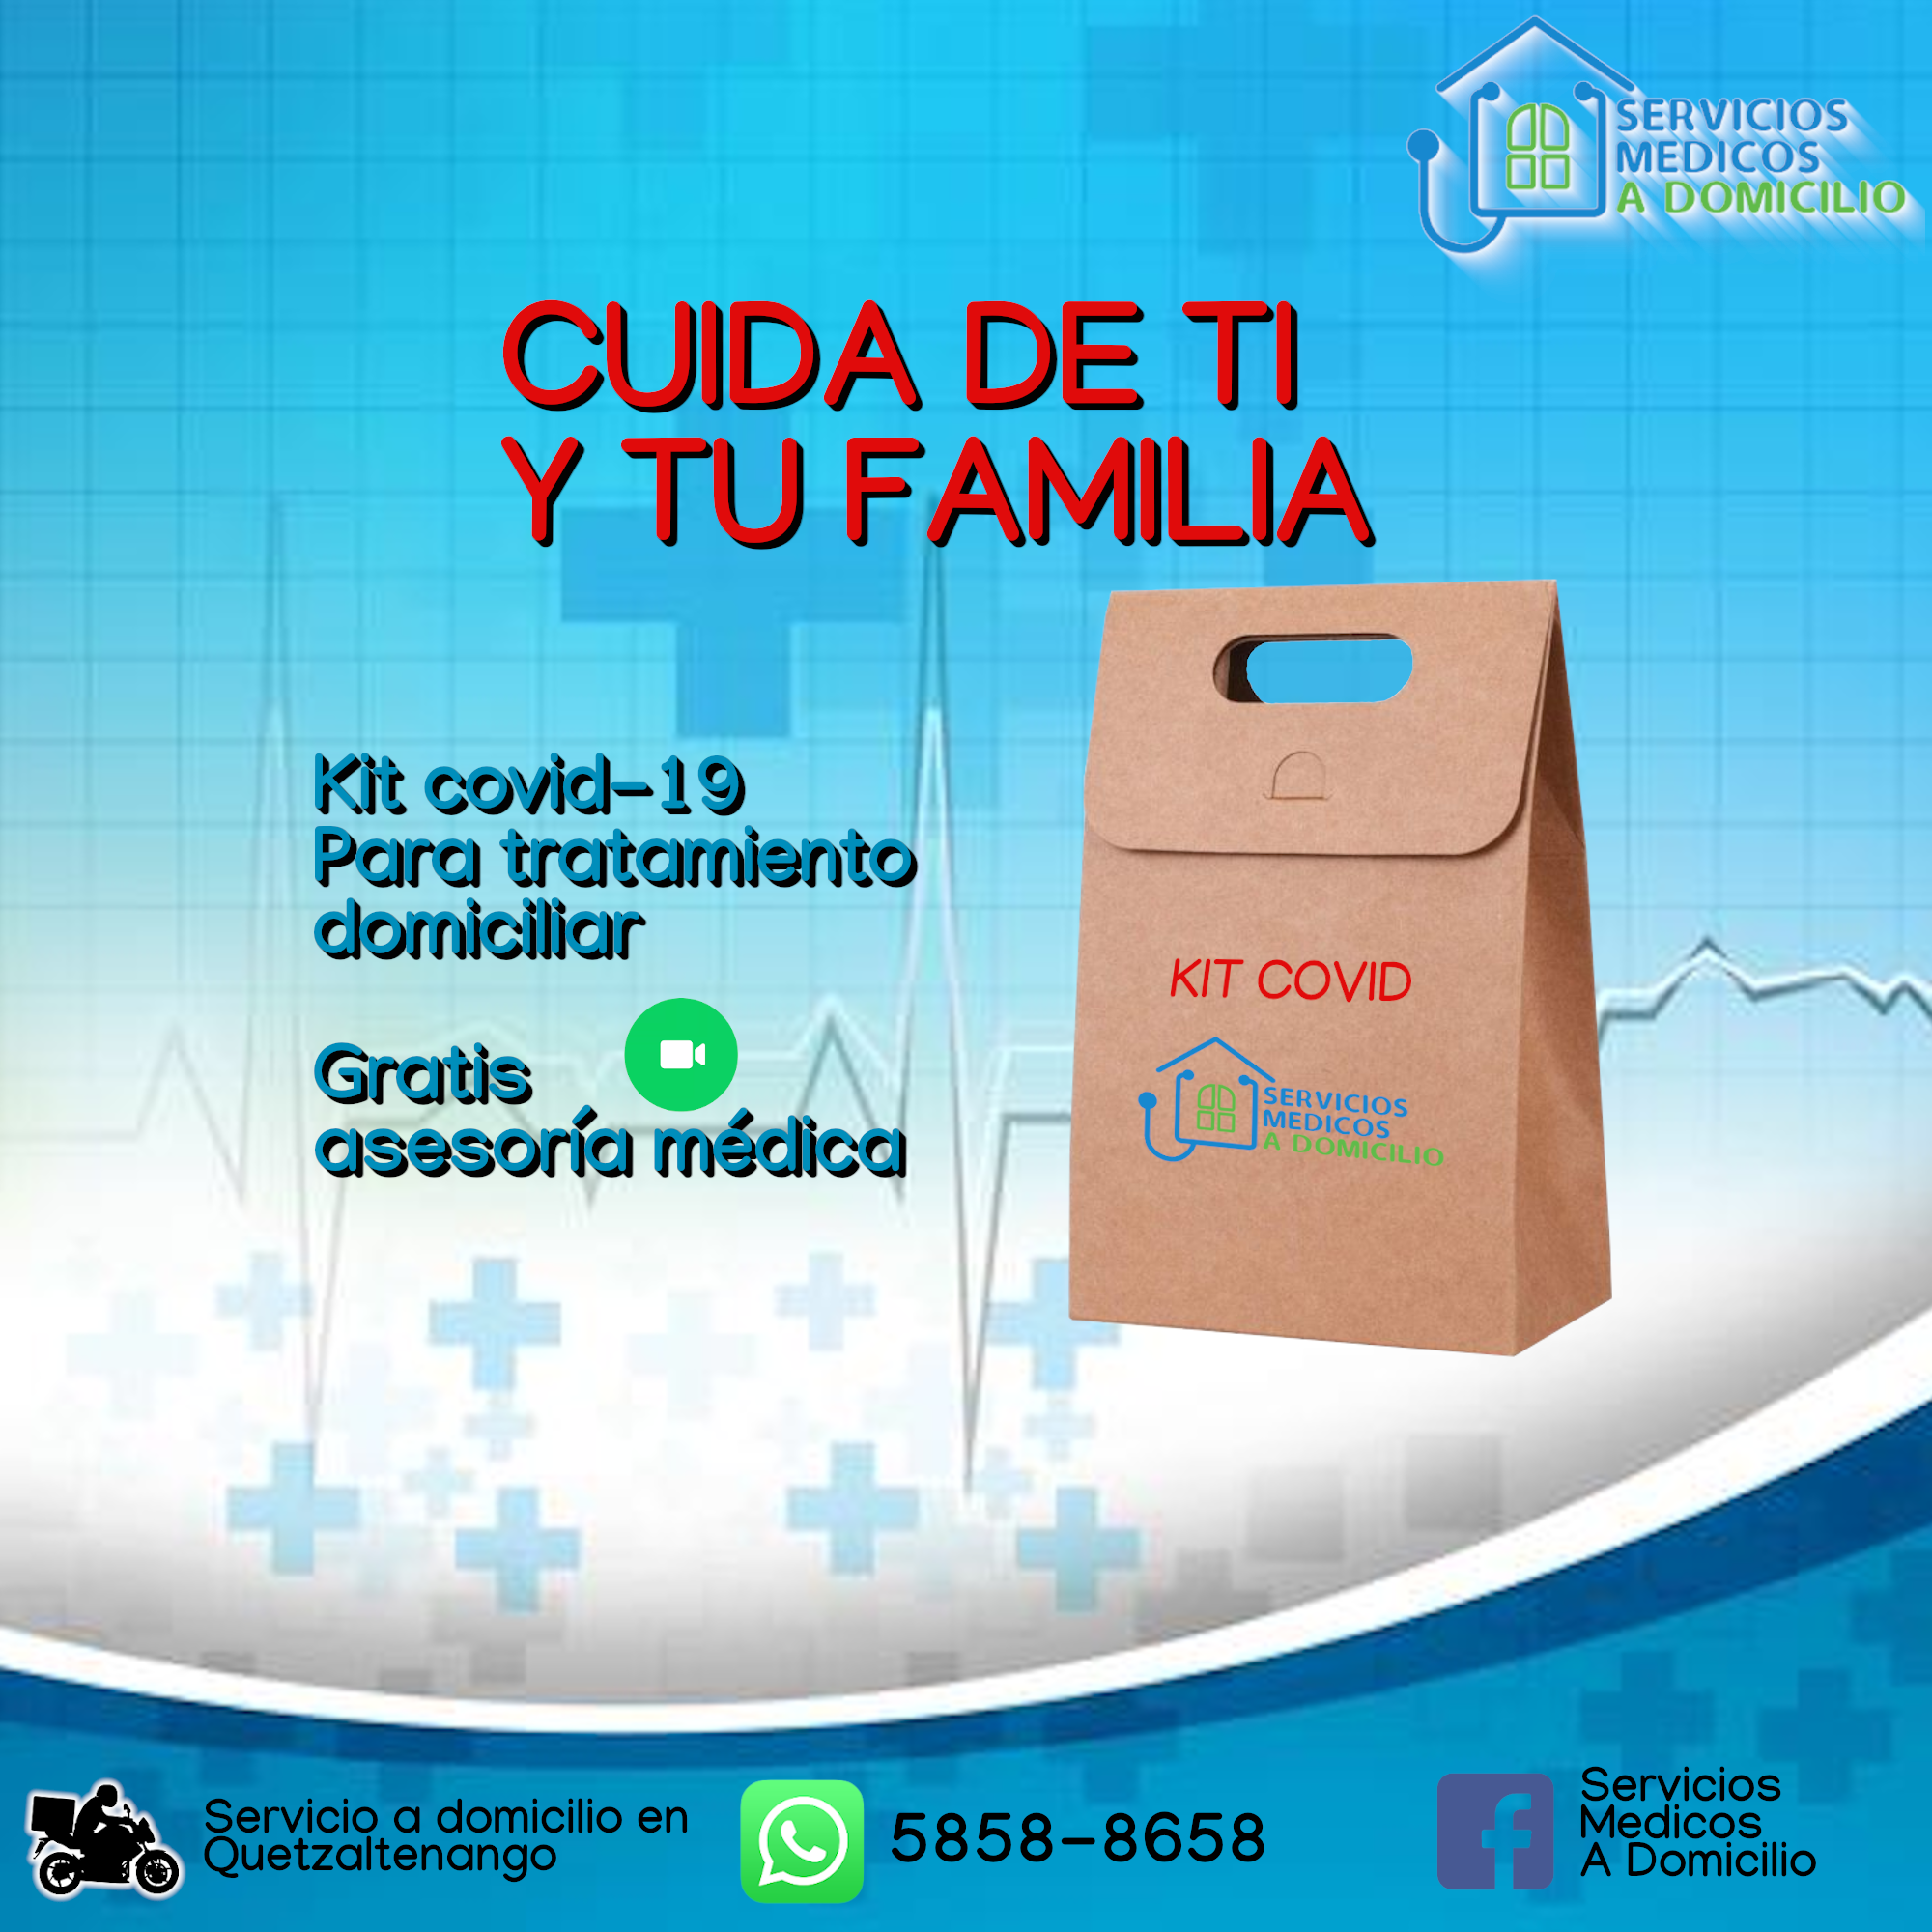 SERVICIOS
MEDICOS
A DOMICILIO
CUIDA DE TI
Y TU FAMILIA
Kit covid-19
Para tratamiento
domiciliar
Gratis
asesoría médica
KIT COVID
SERVICIOS
MEDICOS
A DOMICILIO
Servicio a domicilio en
Quetzaltenango
5858-8658
Servicios
Medicos
A Domicilio